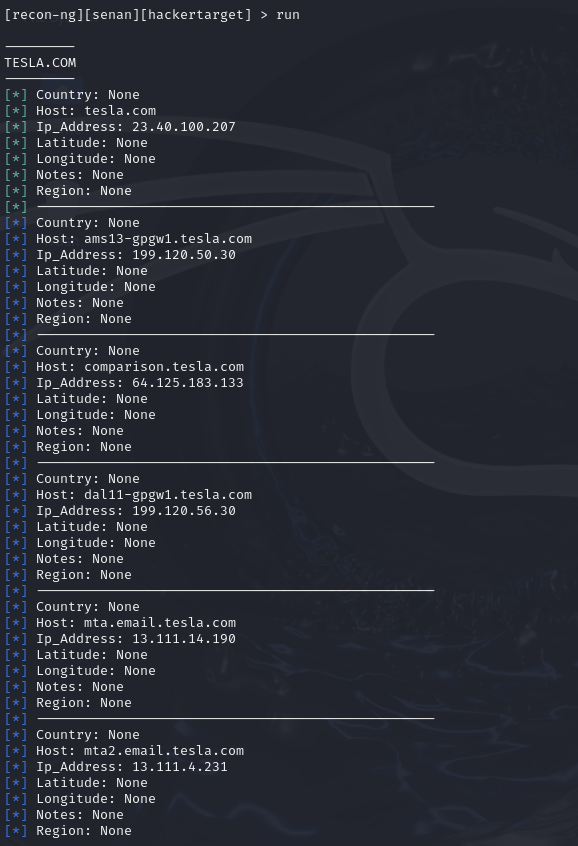 [recon-ng][senan][hackertarget] > run
---------
TESLA.COM
---------
[*] Country: None
[*] Host: tesla.com
[*] Ip_Address: 23.40.100.207
[*] Latitude: None
[*] Longitude: None
[*] Notes: None
[*] Region: None
[*] --------------------------------------------------
[*] Country: None
[*] Host: ams13-gpgw1.tesla.com
[*] Ip_Address: 199.120.50.30
[*] Latitude: None
[*] Longitude: None
[*] Notes: None
[*] Region: None
[*] --------------------------------------------------
[*] Country: None
[*] Host: comparison.tesla.com
[*] Ip_Address: 64.125.183.133
[*] Latitude: None
[*] Longitude: None
[*] Notes: None
[*] Region: None
[*] --------------------------------------------------
[*] Country: None
[*] Host: dal11-gpgw1.tesla.com
[*] Ip_Address: 199.120.56.30
[*] Latitude: None
[*] Longitude: None
[*] Notes: None
[*] Region: None
[*] --------------------------------------------------
[*] Country: None
[*] Host: mta.email.tesla.com
[*] Ip_Address: 13.111.14.190
[*] Latitude: None
[*] Longitude: None
[*] Notes: None
[*] Region: None
[*] --------------------------------------------------
[*] Country: None
[*] Host: mta2.email.tesla.com
[*] Ip_Address: 13.111.4.231
[*] Latitude: None
[*] Longitude: None
[*] Notes: None
[*] Region: None